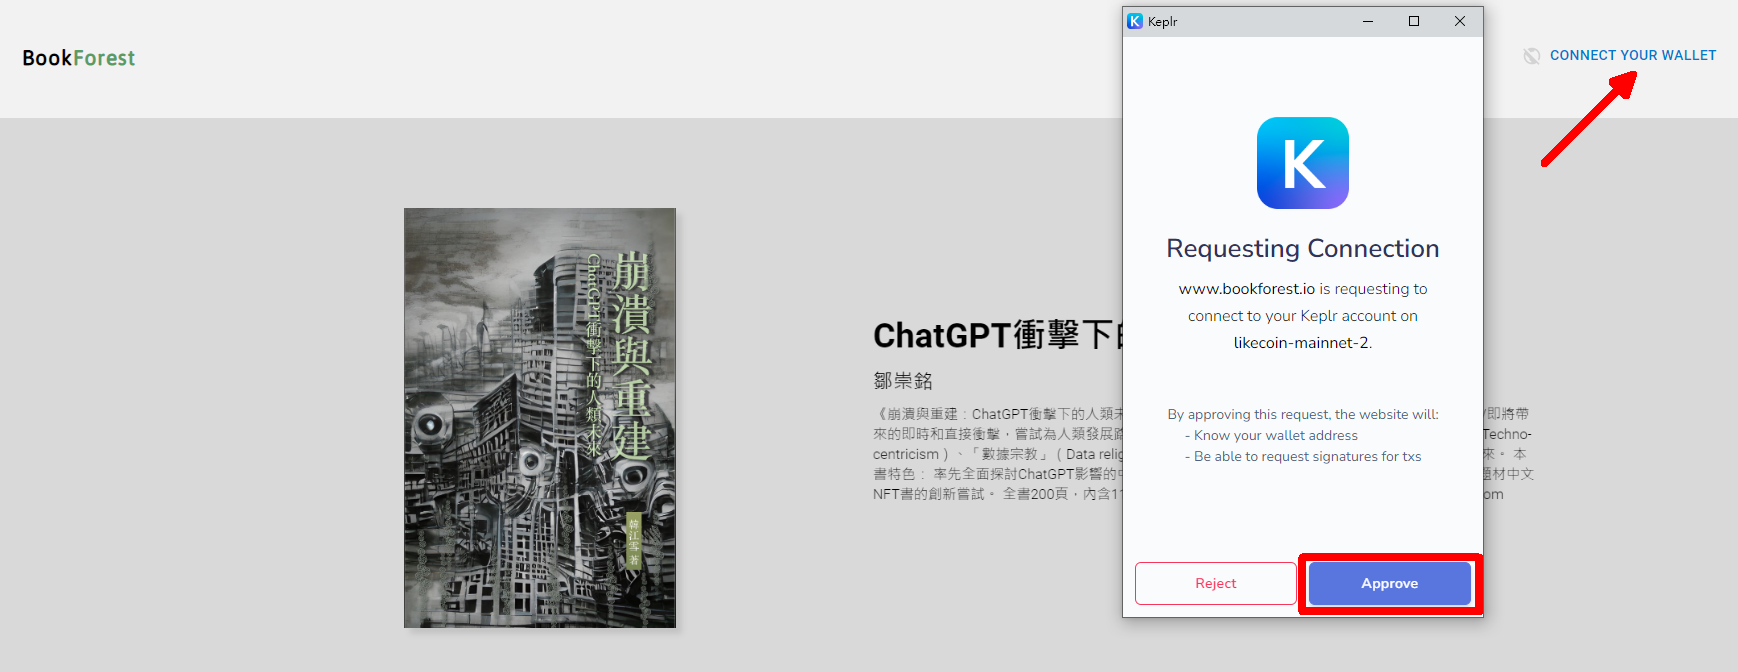 BookForest
CONNECT YOUR WALLET
崩潰與重建
ChatGPT衝擊下的人類未來
韓江雪 著
ChatGPT衝擊下的
鄒崇銘
《崩潰與重建：ChatGPT衝擊下的人類未
即將帶
來的即時和直接衝擊，嘗試為人類發展路
Techno-
centricism）、「數據宗教」（Data relig
來。 本
書特色： 率先全面探討ChatGPT影響的中
題材中文
NFT書的創新嘗試。 全書200頁，內含11
om
Keplr
K
Requesting Connection
www.bookforest.io is requesting to
connect to your Keplr account on
likecoin-mainnet-2.
By approving this request, the website will:
- Know your wallet address
- Be able to request signatures for txs
Reject
Approve